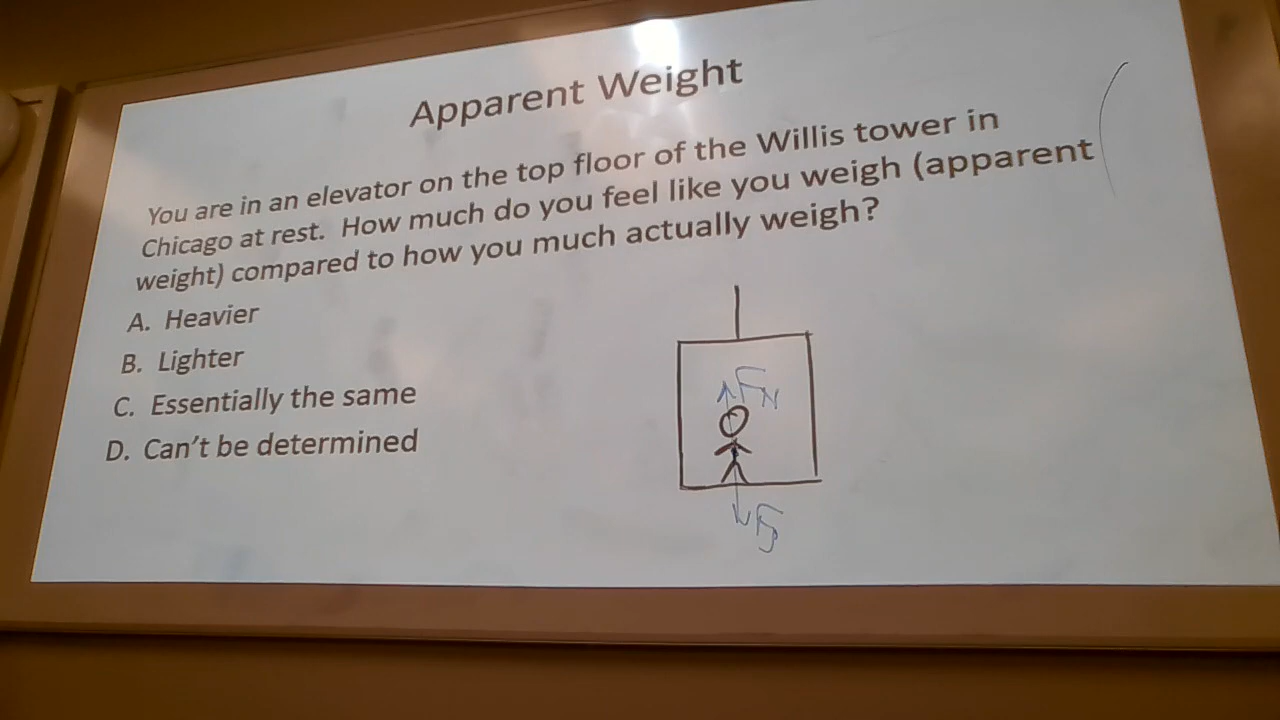 Apparent Weight
You are in an elevator on the top floor of the Willis tower in
Chicago at rest. How much do you feel like you weigh (apparent
weight) compared to how you much actually weigh?
A. Heavier
B. Lighter
C. Essentially the same
D. Can't be determined
FN
Fg